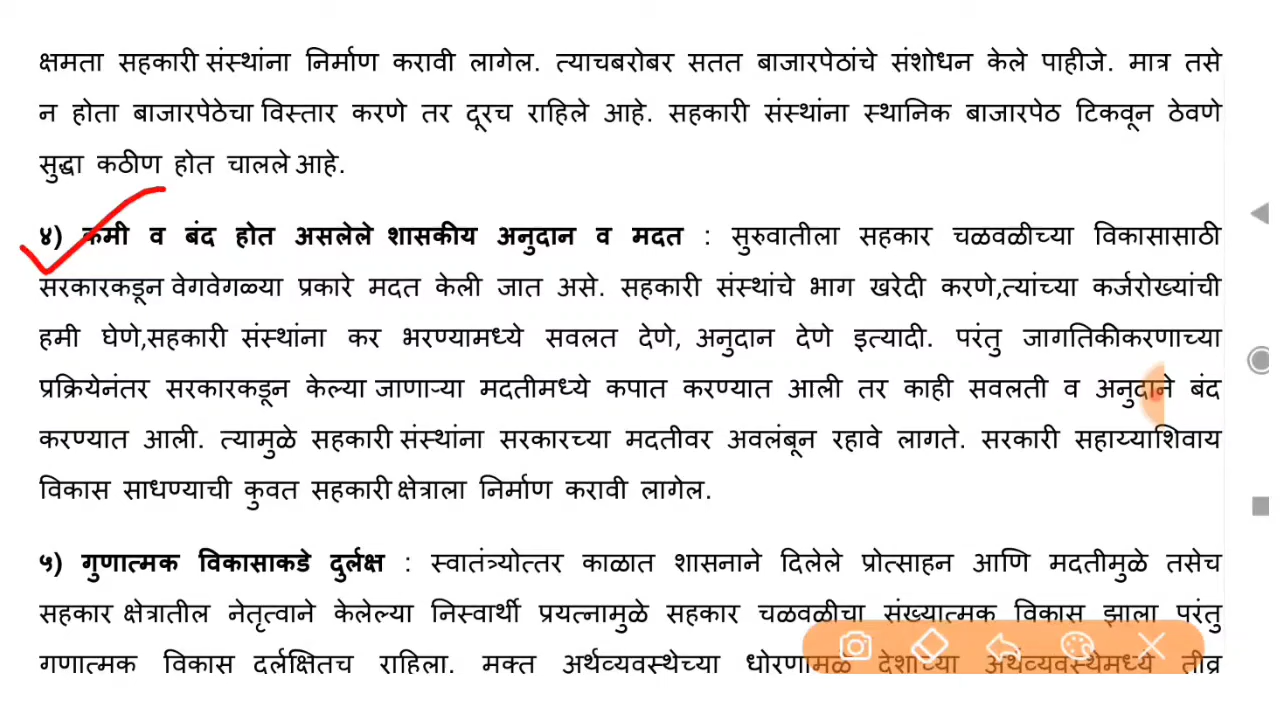 क्षमता सहकारी संस्थांना निर्माण करावी लागेल. त्याचबरोबर सतत बाजारपेठांचे संशोधन केले पाहीजे. मात्र तसे
न होता बाजारपेठेचा विस्तार करणे तर दूरच राहिले आहे. सहकारी संस्थांना स्थानिक बाजारपेठ टिकवून ठेवणे
सुद्धा कठीण होत चालले आहे.
४) कमी व बंद होत असलेले शासकीय अनुदान व मदत : सुरुवातीला सहकार चळवळीच्या विकासासाठी
सरकारकडून वेगवेगळ्या प्रकारे मदत केली जात असे. सहकारी संस्थांचे भाग खरेदी करणे,त्यांच्या कर्जरोख्यांची
हमी घेणे,सहकारी संस्थांना कर भरण्यामध्ये सवलत देणे, अनुदान देणे इत्यादी. परंतु जागतिकीकरणाच्या
प्रक्रियेनंतर सरकारकडून केल्या जाणाऱ्या मदतीमध्ये कपात करण्यात आली तर काही सवलती व अनुदाने बंद
करण्यात आली. त्यामुळे सहकारी संस्थांना सरकारच्या मदतीवर अवलंबून रहावे लागते. सरकारी सहाय्याशिवाय
विकास साधण्याची कुवत सहकारी क्षेत्राला निर्माण करावी लागेल.
५) गुणात्मक विकासाकडे दुर्लक्ष : स्वातंत्र्योत्तर काळात शासनाने दिलेले प्रोत्साहन आणि मदतीमुळे तसेच
सहकार क्षेत्रातील नेतृत्वाने केलेल्या निस्वार्थी प्रयत्नामुळे सहकार चळवळीचा संख्यात्मक विकास झाला परंतु
गुणात्मक विकास दुर्लक्षितच राहिला. मुक्त अर्थव्यवस्थेच्या धोरणामुळे देशाच्या अर्थव्यवस्थेमध्ये तीव्र